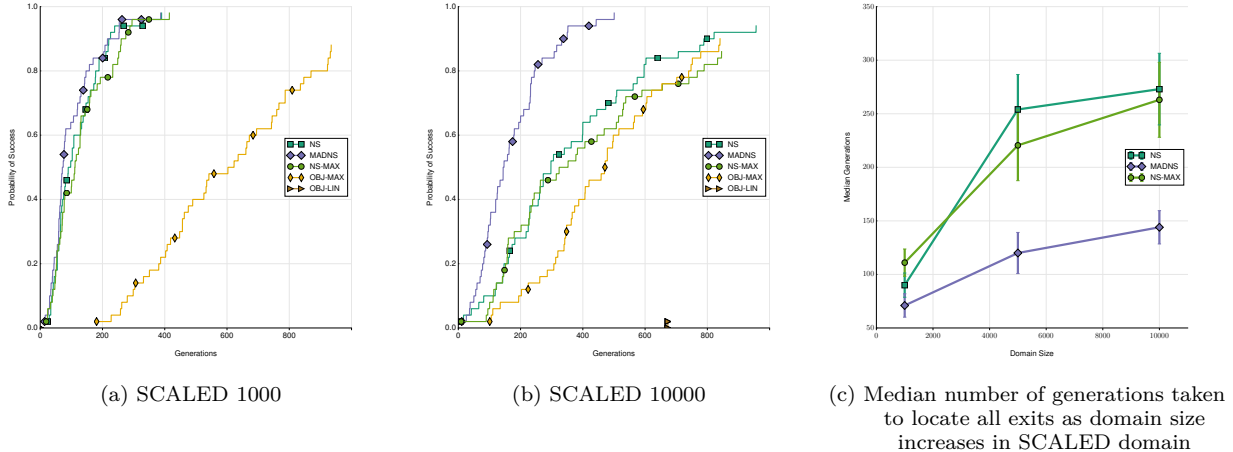 1.0
0.8
0.6
0.4
0.2
0.0
Probability of Success
0
200
400
600
800
Generations
NS
MADNS
NS-MAX
OBJ-MAX
OBJ-LIN
(a) SCALED 1000
1.0
0.8
0.6
0.4
0.2
0.0
Probability of Success
0
200
400
600
800
Generations
NS
MADNS
NS-MAX
OBJ-MAX
OBJ-LIN
(b) SCALED 10000
350
300
250
200
150
100
50
Median Generations
0
2000
4000
6000
8000
10000
Domain Size
NS
MADNS
NS-MAX
(c) Median number of generations taken
to locate all exits as domain size
increases in SCALED domain